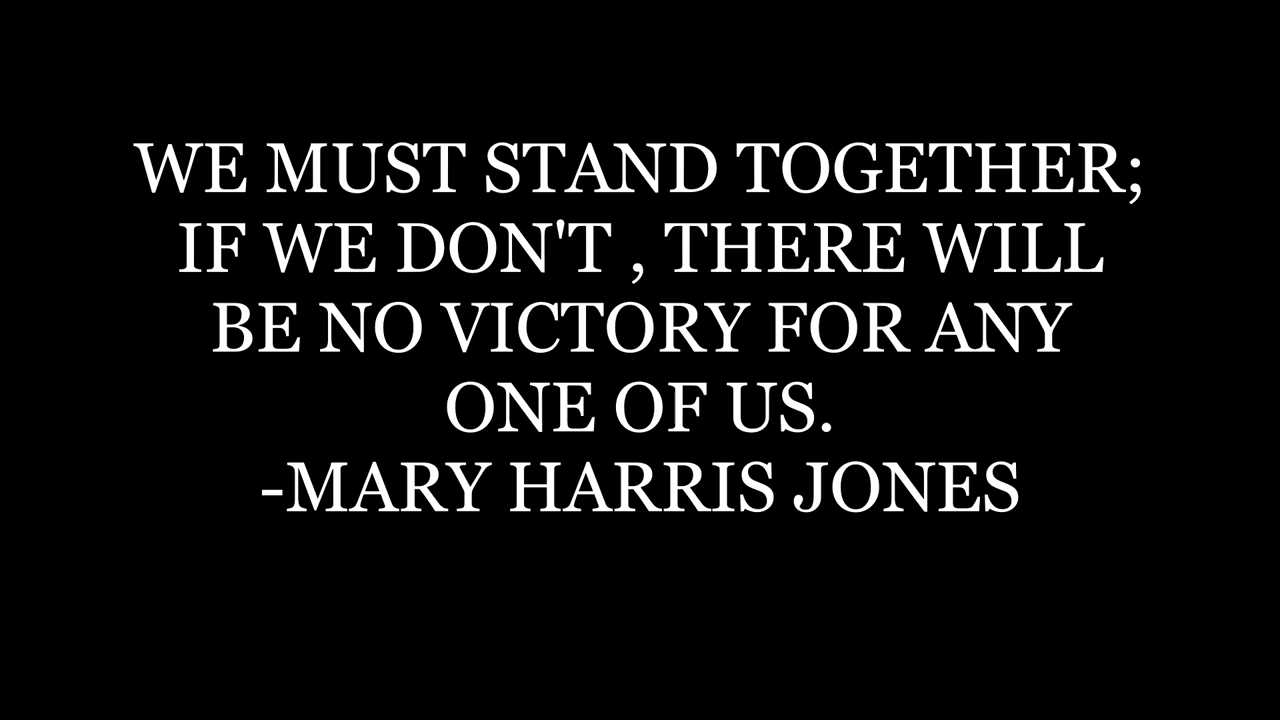 WE MUST STAND TOGETHER;
IF WE DON'T , THERE WILL
BE NO VICTORY FOR ANY
ONE OF US.
-MARY HARRIS JONES